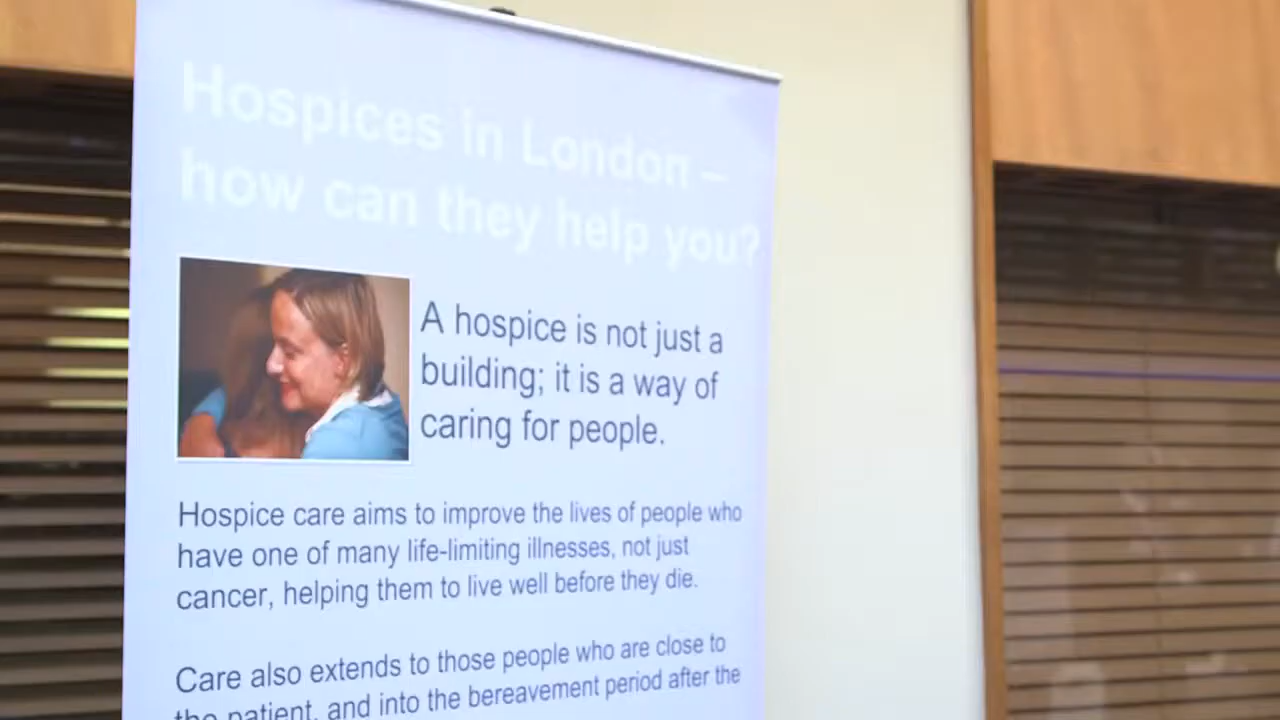 Hospices in London –
how can they help you?
A hospice is not just a
building; it is a way of
caring for people.
Hospice care aims to improve the lives of people who
have one of many life-limiting illnesses, not just
cancer, helping them to live well before they die.
Care also extends to those people who are close to
the patient, and into the bereavement period after the